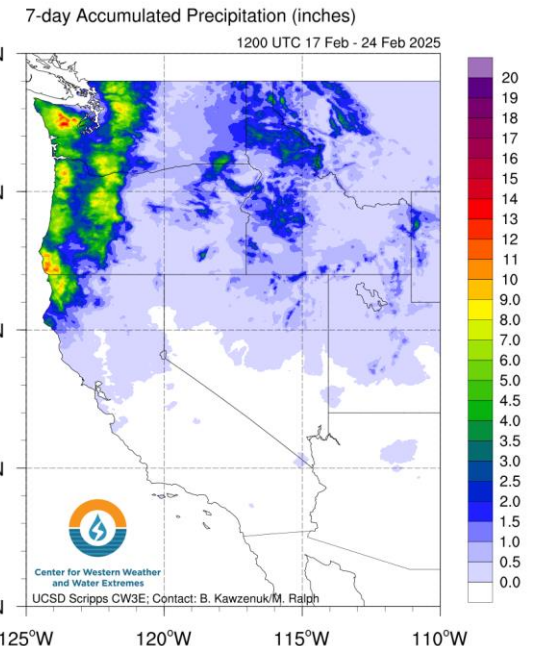 7-day Accumulated Precipitation (inches)
1200 UTC 17 Feb - 24 Feb 2025
N
20
19
18
17
16
15
14
13
12
11
10
9.0
8.0
7.0
6.0
5.0
4.5
4.0
3.5
3.0
2.5
2.0
1.5
1.0
0.5
0.0
N
N
N
Center for Western Weather
and Water Extremes
UCSD Scripps CW3E; Contact: B. Kawzenuk/M. Ralph
N
125°W 120°W 115°W 110°W